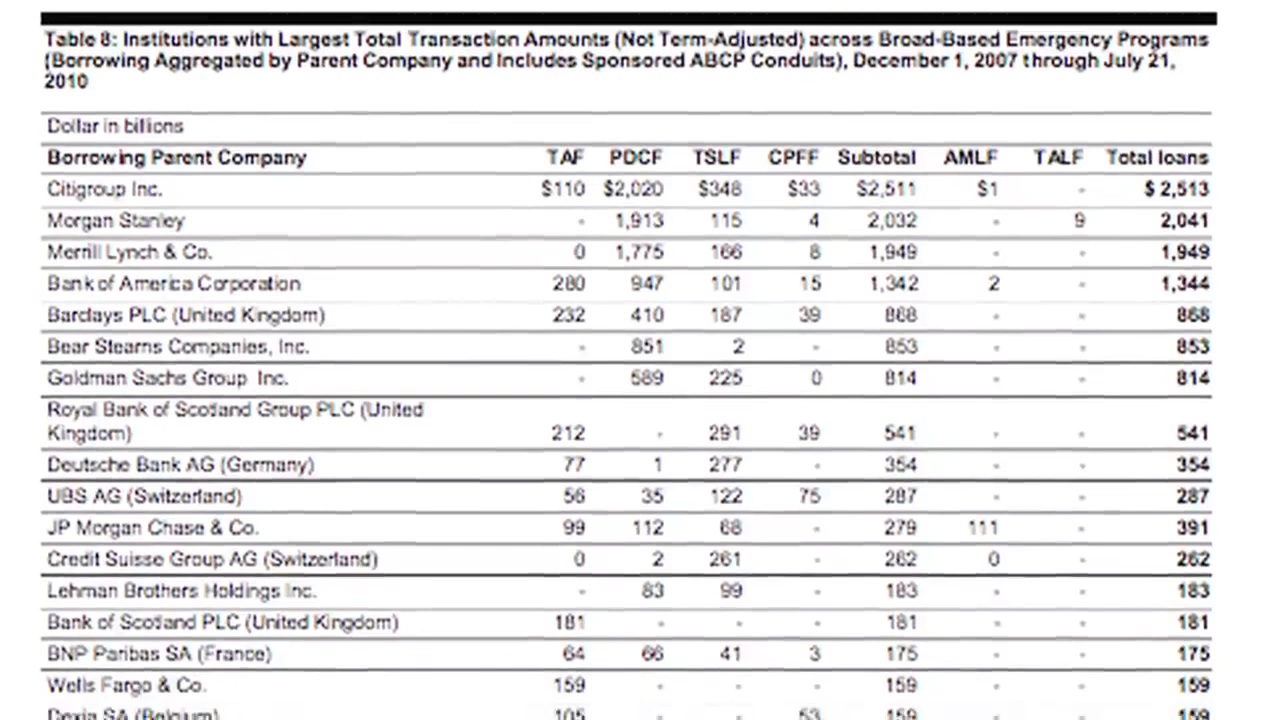 Table 8: Institutions with Largest Total Transaction Amounts (Not Term-Adjusted) across Broad-Based Emergency Programs
(Borrowing Aggregated by Parent Company and Includes Sponsored ABCP Conduits), December 1, 2007 through July 21,
2010
Dollar in billions
Borrowing Parent Company TAF PDCF TSLF CPFF Subtotal AMLF TALF Total loans
Citigroup Inc. $110 $2,020 $348 $33 $2,511 $1 - $ 2,513
Morgan Stanley - 1,913 115 4 2,032 - 9 2,041
Merrill Lynch & Co. 0 1,775 166 8 1,949 - - 1,949
Bank of America Corporation 280 947 101 15 1,342 2 - 1,344
Barclays PLC (United Kingdom) 232 410 187 39 868 - - 868
Bear Stearns Companies, Inc. - 851 2 - 853 - - 853
Goldman Sachs Group Inc. - 589 225 0 814 - - 814
Royal Bank of Scotland Group PLC (United
Kingdom) 212 - 291 39 541 - - 541
Deutsche Bank AG (Germany) 77 1 277 - 354 - - 354
UBS AG (Switzerland) 56 35 122 75 287 - - 287
JP Morgan Chase & Co. 99 112 68 - 279 111 - 391
Credit Suisse Group AG (Switzerland) 0 2 261 - 262 0 - 262
Lehman Brothers Holdings Inc. - 83 99 - 183 - - 183
Bank of Scotland PLC (United Kingdom) 181 - - - 181 - - 181
BNP Paribas SA (France) 64 66 41 3 175 - - 175
Wells Fargo & Co. 159 - - - 159 - - 159
Dexia SA (Belgium) 105 - - 53 159 - - 159